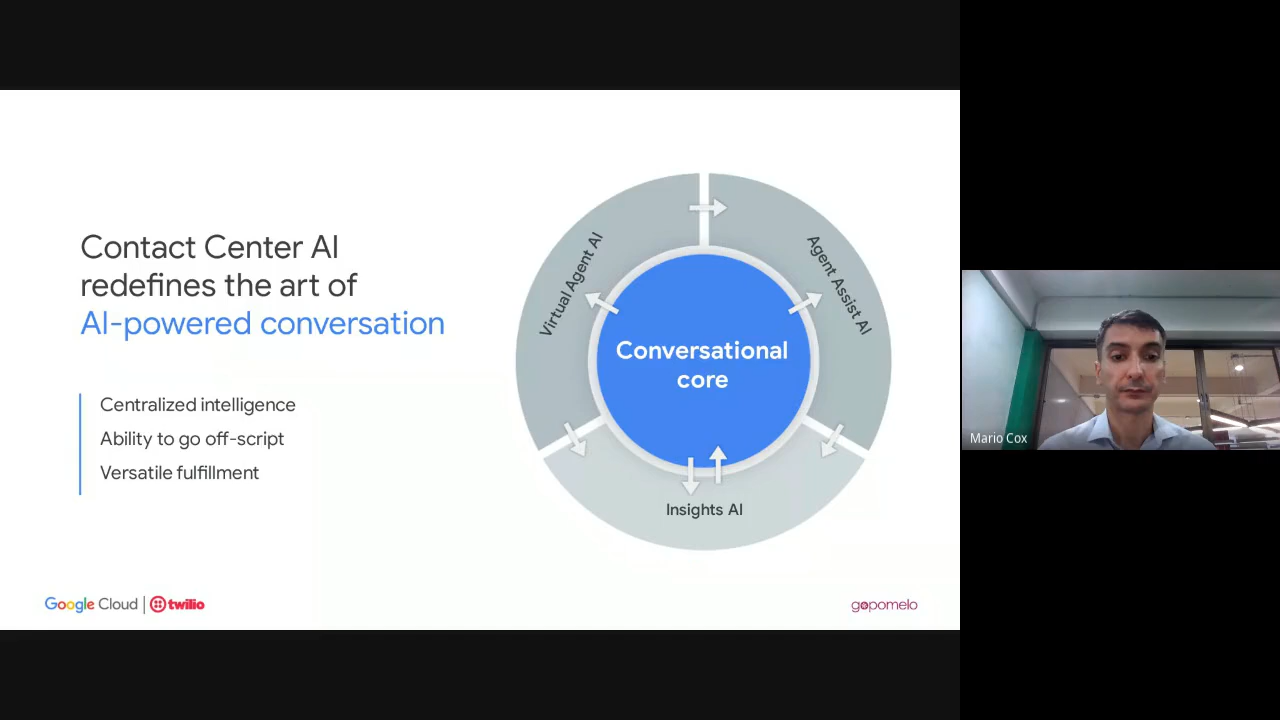 Contact Center AI
redefines the art of
AI-powered conversation
Centralized intelligence
Ability to go off-script
Versatile fulfillment
Virtual Agent AI
Agent Assist AI
Conversational
core
Insights AI
Google Cloud | twilio
gopomelo
Mario Cox